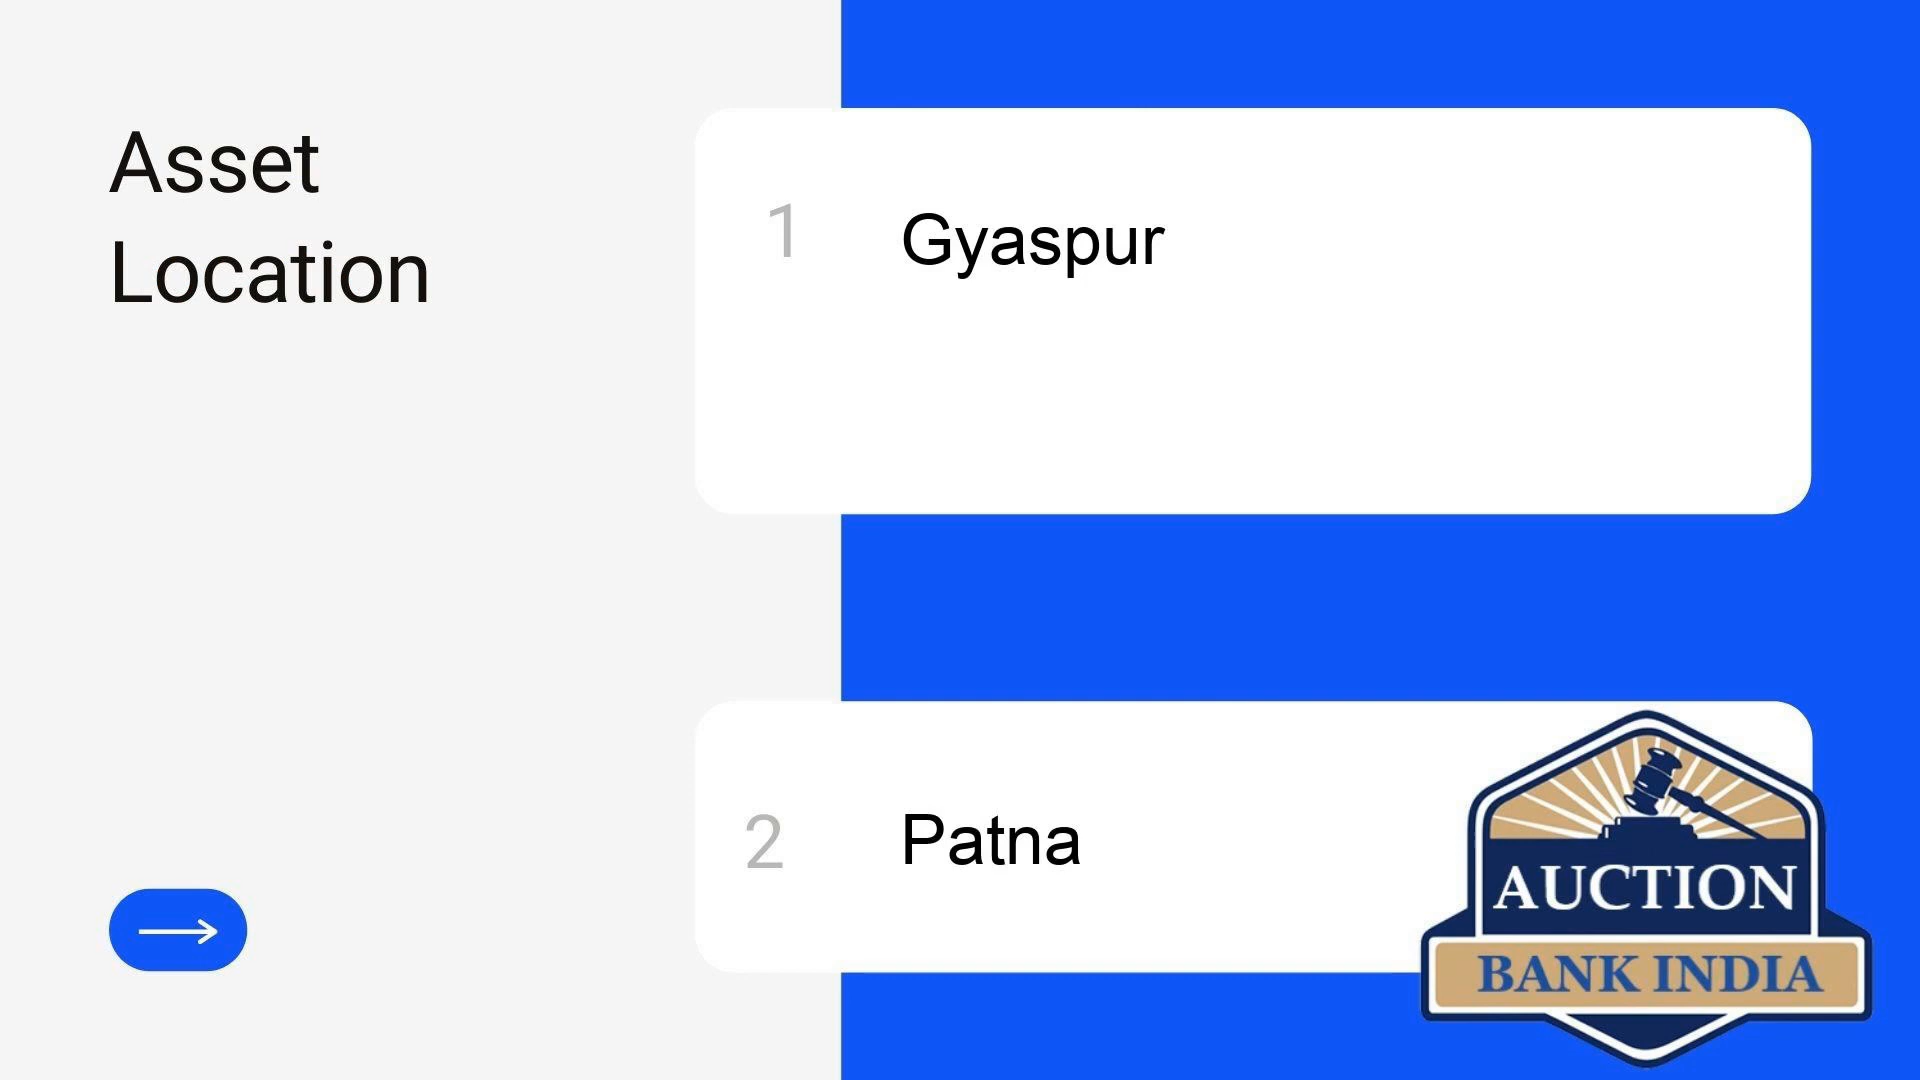 Asset
Location
1
Gyaspur
2
Patna
AUCTION
BANK INDIA